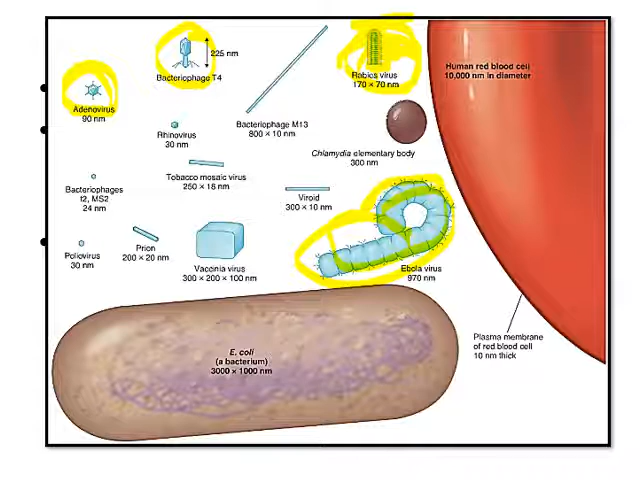 225 nm
Bacteriophage T4
Rabies virus
170 × 70 nm
Human red blood cell
10,000 nm in diameter
Adenovirus
90 nm
Rhinovirus
30 nm
Bacteriophage M13
800 × 10 nm
Chlamydia elementary body
300 nm
Tobacco mosaic virus
250 × 18 nm
Bacteriophages
f2, MS2
24 nm
Viroid
300 × 10 nm
Poliovirus
30 nm
Prion
200 × 20 nm
Vaccinia virus
300 × 200 × 100 nm
Ebola virus
970 nm
Plasma membrane
of red blood cell
10 nm thick
E. coli
(a bacterium)
3000 × 1000 nm